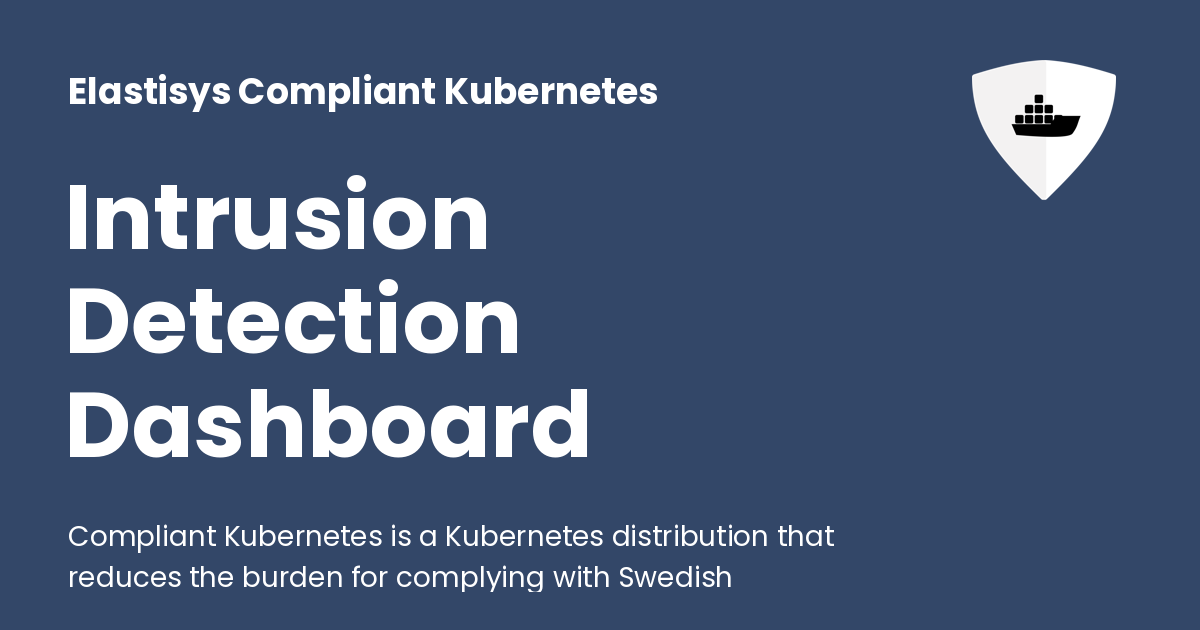 Elastisys Compliant Kubernetes
Intrusion
Detection
Dashboard
Compliant Kubernetes is a Kubernetes distribution that
reduces the burden for complying with Swedish